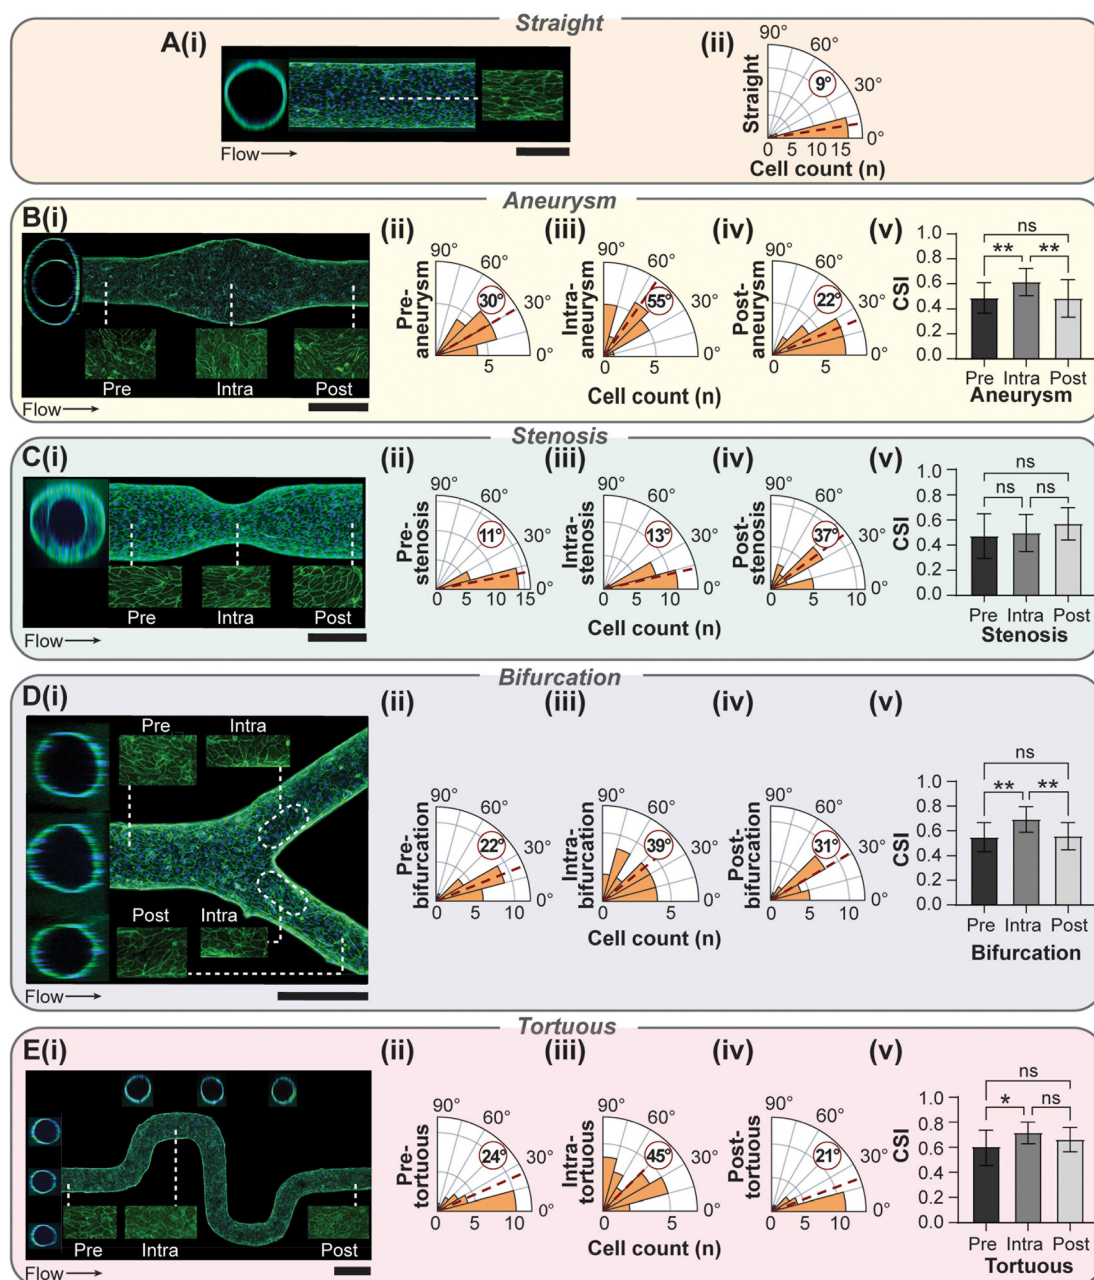 Straight
A(i)
Flow
(ii)
Straight
90°
60°
30°
0°
9°
0 5 10 15
Cell count (n)
Aneurysm
B(i)
Pre Intra Post
Flow
(ii)
Pre-
aneurysm
90°
60°
30°
0°
30°
5
(iii)
Intra-
aneurysm
90°
60°
30°
0°
55°
5
(iv)
Post-
aneurysm
90°
60°
30°
0°
22°
5
Cell count (n)
(v)
CSI
1.0
0.8
0.6
0.4
0.2
0.0
ns
** **
Pre Intra Post
Aneurysm
Stenosis
C(i)
Pre Intra Post
Flow
(ii)
Pre-
stenosis
90°
60°
30°
0°
11°
0 5 10 15
(iii)
Intra-
stenosis
90°
60°
30°
0°
13°
0 5 10
(iv)
Post-
stenosis
90°
60°
30°
0°
37°
0 5 10
Cell count (n)
(v)
CSI
1.0
0.8
0.6
0.4
0.2
0.0
ns
ns ns
Pre Intra Post
Stenosis
Bifurcation
D(i)
Pre Intra
Post Intra
Flow
(ii)
Pre-
bifurcation
90°
60°
30°
0°
22°
0 5 10
(iii)
Intra-
bifurcation
90°
60°
30°
0°
39°
0 4
(iv)
Post-
bifurcation
90°
60°
30°
0°
31°
0 5 10
Cell count (n)
(v)
CSI
1.0
0.8
0.6
0.4
0.2
0.0
ns
** **
Pre Intra Post
Bifurcation
Tortuous
E(i)
Pre Intra Post
Flow
(ii)
Pre-
tortuous
90°
60°
30°
0°
24°
0 5 10
(iii)
Intra-
tortuous
90°
60°
30°
0°
45°
0 5
(iv)
Post-
tortuous
90°
60°
30°
0°
21°
0 5 10
Cell count (n)
(v)
CSI
1.0
0.8
0.6
0.4
0.2
0.0
ns
* ns
Pre Intra Post
Tortuous